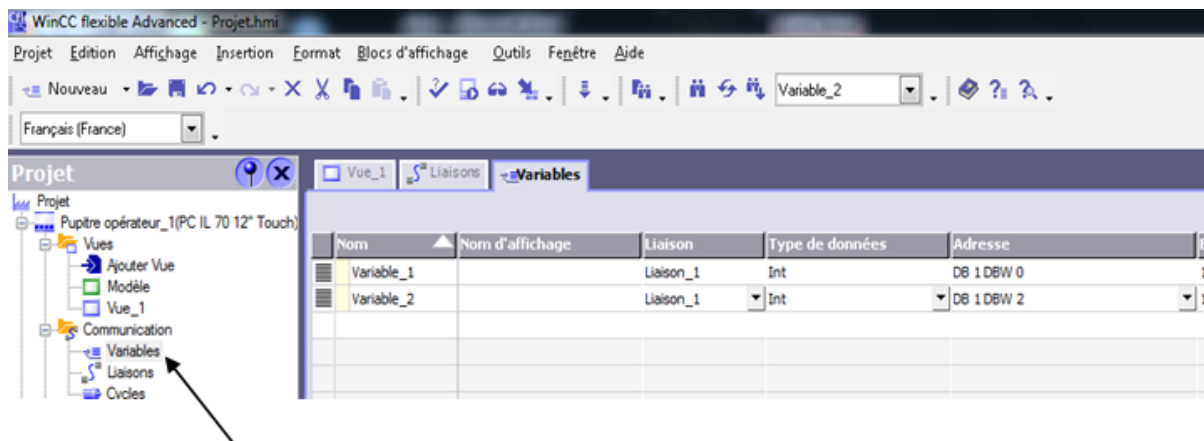 WinCC flexible Advanced - Projet.hmi
Projet Edition Affichage Insertion Format Blocs d'affichage Outils Fenêtre Aide
Nouveau Variable_2
Français (France)
Projet Vue_1 Liaisons Variables
Projet
Pupitre opérateur_1(PC IL 70 12" Touch)
Vues
Ajouter Vue
Modèle
Vue_1
Communication
Variables
Liaisons
Cycles
Nom Nom d'affichage Liaison Type de données Adresse
Variable_1 Liaison_1 Int DB 1 DBW 0
Variable_2 Liaison_1 Int DB 1 DBW 2